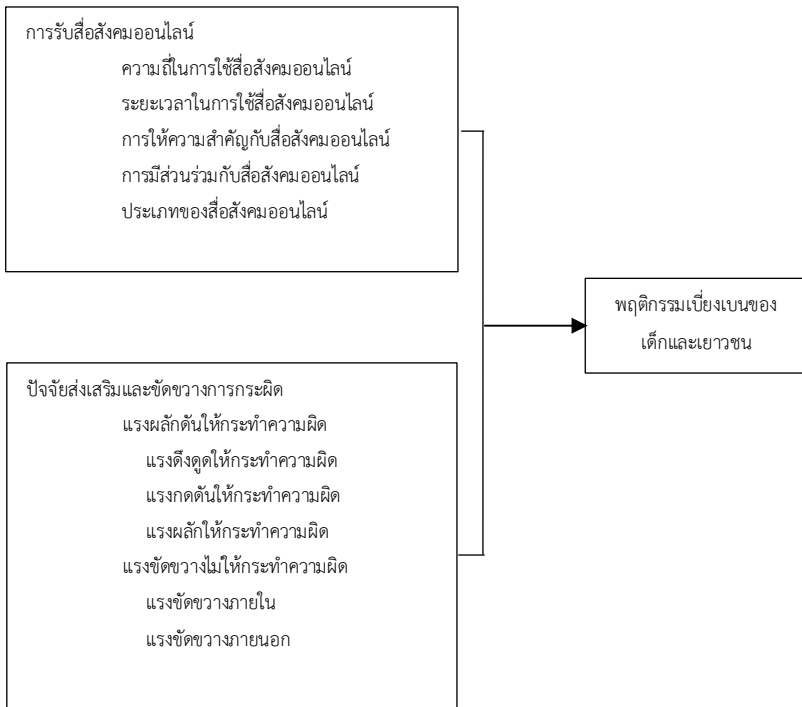 การรับสื่อสังคมออนไลน์
ความถี่ในการใช้สื่อสังคมออนไลน์
ระยะเวลาในการใช้สื่อสังคมออนไลน์
การให้ความสำคัญกับสื่อสังคมออนไลน์
การมีส่วนร่วมกับสื่อสังคมออนไลน์
ประเภทของสื่อสังคมออนไลน์
พฤติกรรมเบี่ยงเบนของ
เด็กและเยาวชน
ปัจจัยส่งเสริมและขัดขวางการกระผิด
แรงผลักดันให้กระทำความผิด
แรงดึงดูดให้กระทำความผิด
แรงกดดันให้กระทำความผิด
แรงผลักให้กระทำความผิด
แรงขัดขวางไม่ให้กระทำความผิด
แรงขัดขวางภายใน
แรงขัดขวางภายนอก